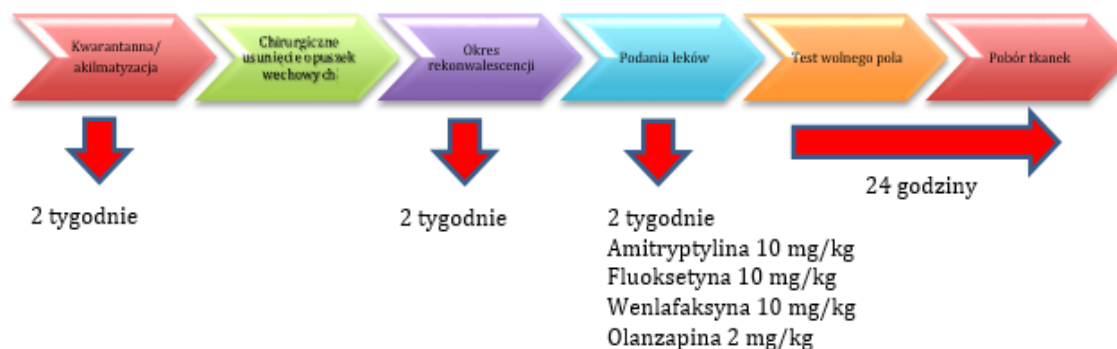 Kwarantanna/
akilmatyzacja
Chirurgiczne
usunięcie opuszek
węchowych
Okres
rekonwalescencji
Podania leków
Test wolnego pola
Pobór tkanek
2 tygodnie
2 tygodnie
2 tygodnie
Amitryptylina 10 mg/kg
Fluoksetyna 10 mg/kg
Wenlafaksyna 10 mg/kg
Olanzapina 2 mg/kg
24 godziny